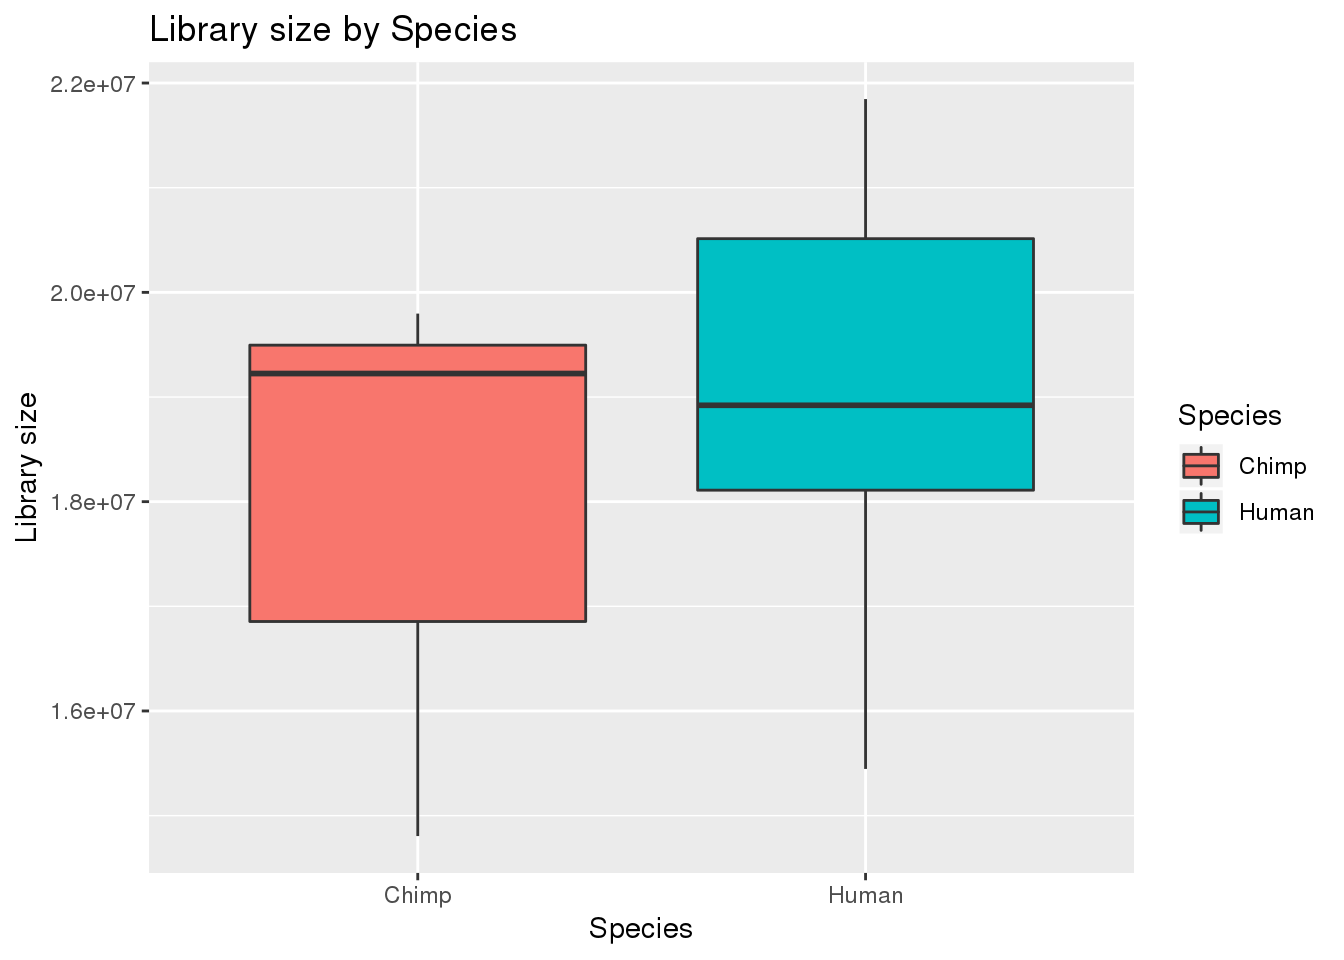 Library size by Species
2.2e+07
2.0e+07
1.8e+07
1.6e+07
Library size
Chimp
Human
Species
Species
Chimp
Human